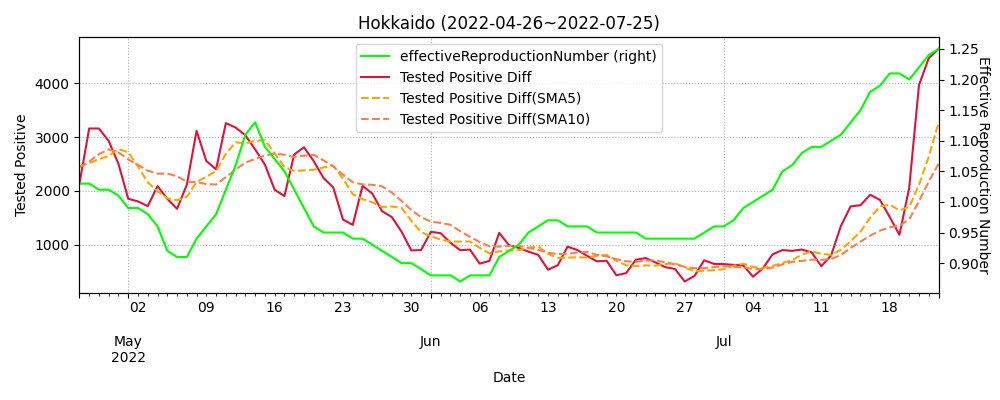 Hokkaido (2022-04-26~2022-07-25)
effectiveReproductionNumber (right)
Tested Positive Diff
Tested Positive Diff(SMA5)
Tested Positive Diff(SMA10)
Tested Positive
4000
3000
2000
1000
1.25
1.20
1.15
1.10
1.05
1.00
0.95
0.90
Effective Reproduction Number
02 09 16 23 30 06 13 20 27 04 11 18
May Jun Jul
2022
Date